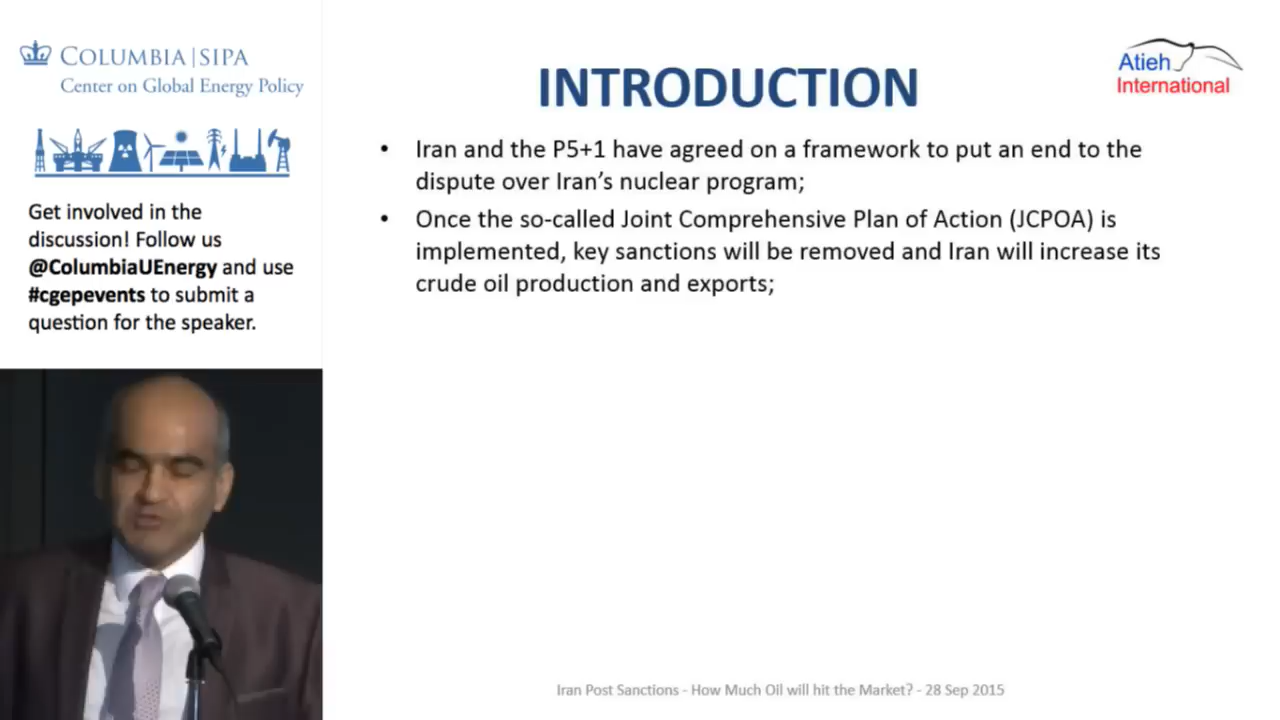 COLUMBIA | SIPA
Center on Global Energy Policy
Get involved in the
discussion! Follow us
@ColumbiaUEnergy and use
#cgepevents to submit a
question for the speaker.
Atieh
International
INTRODUCTION
• Iran and the P5+1 have agreed on a framework to put an end to the
dispute over Iran's nuclear program;
• Once the so-called Joint Comprehensive Plan of Action (JCPOA) is
implemented, key sanctions will be removed and Iran will increase its
crude oil production and exports;
Iran Post Sanctions - How Much Oil will hit the Market? - 28 Sep 2015